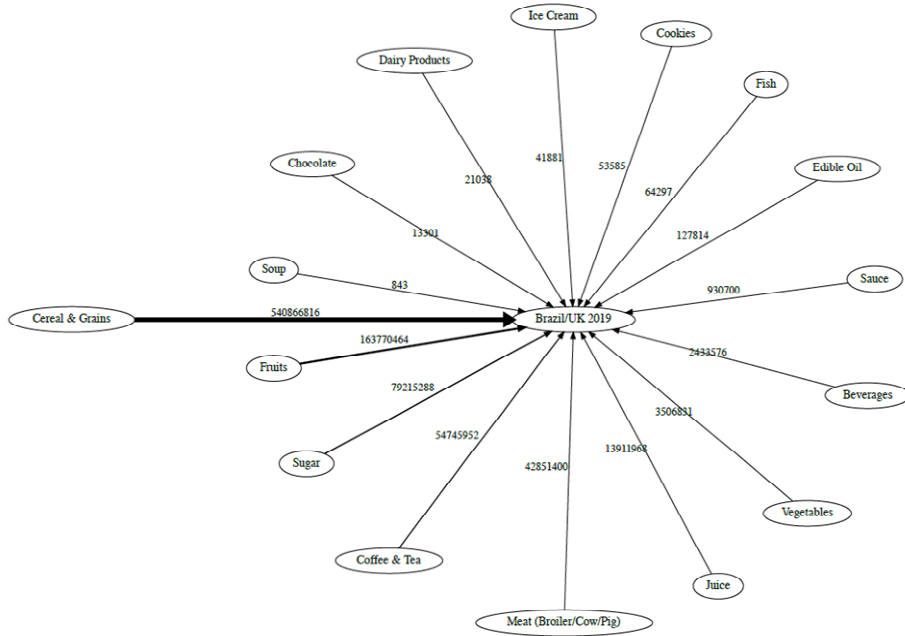 Ice Cream
Cookies
Dairy Products
Fish
41881
53585
Chocolate
21038
64297
Edible Oil
13301
127814
Soup
843
930700
Sauce
Cereal & Grains
540866816
Brazil/UK 2019
163770464
2433576
Fruits
79215288
Beverages
3506831
54745952
13911968
Sugar
42851400
Vegetables
Coffee & Tea
Juice
Meat (Broiler/Cow/Pig)